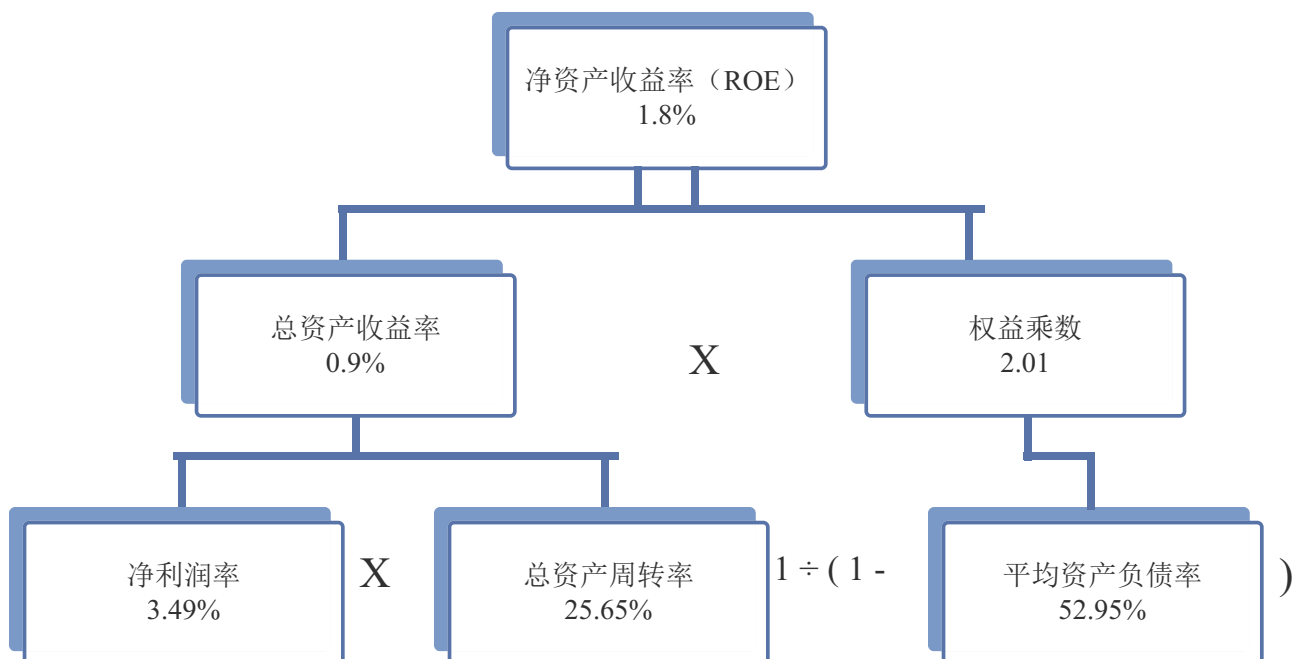 净资产收益率（ROE）
1.8%
总资产收益率
0.9%
X
权益乘数
2.01
净利润率
3.49%
X
总资产周转率
25.65%
1 ÷ ( 1 -
平均资产负债率
52.95%
)